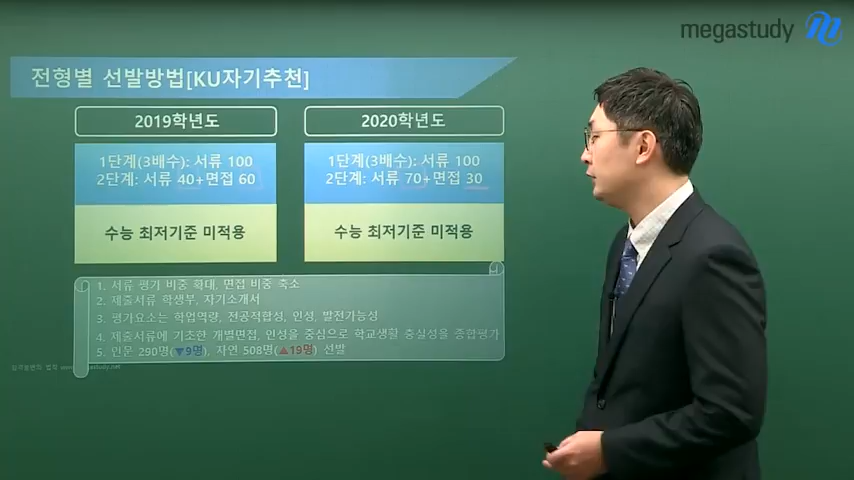 megastudy
전형별 선발방법[KU자기추천]
2019학년도
2020학년도
1단계(3배수): 서류 100
2단계: 서류 40+면접 60
1단계(3배수): 서류 100
2단계: 서류 70+면접 30
수능 최저기준 미적용
수능 최저기준 미적용
1. 서류 평가 비중 확대, 면접 비중 축소
2. 제출서류 학생부, 자기소개서
3. 평가요소는 학업역량, 전공적합성, 인성, 발전가능성
4. 제출서류에 기초한 개별면접, 인성을 중심으로 학교생활 충실성을 종합평가
5. 인문 290명(▼9명), 자연 508명(▲19명) 선발